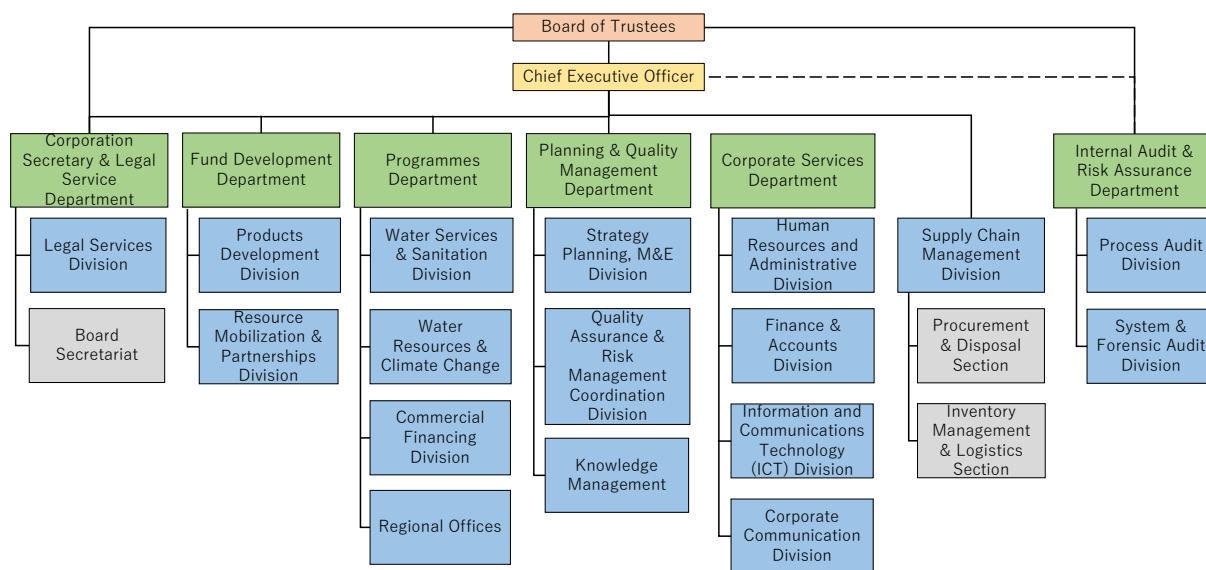 Board of Trustees
Chief Executive Officer
Corporation
Secretary & Legal
Service
Department
Fund Development
Department
Programmes
Department
Planning & Quality
Management
Department
Corporate Services
Department
Internal Audit &
Risk Assurance
Department
Legal Services
Division
Board
Secretariat
Products
Development
Division
Resource
Mobilization &
Partnerships
Division
Water Services
& Sanitation
Division
Water
Resources &
Climate Change
Commercial
Financing
Division
Regional Offices
Strategy
Planning, M&E
Division
Quality
Assurance &
Risk
Management
Coordination
Division
Knowledge
Management
Human
Resources and
Administrative
Division
Finance &
Accounts
Division
Information and
Communications
Technology
(ICT) Division
Corporate
Communication
Division
Supply Chain
Management
Division
Procurement
& Disposal
Section
Inventory
Management
& Logistics
Section
Process Audit
Division
System &
Forensic Audit
Division